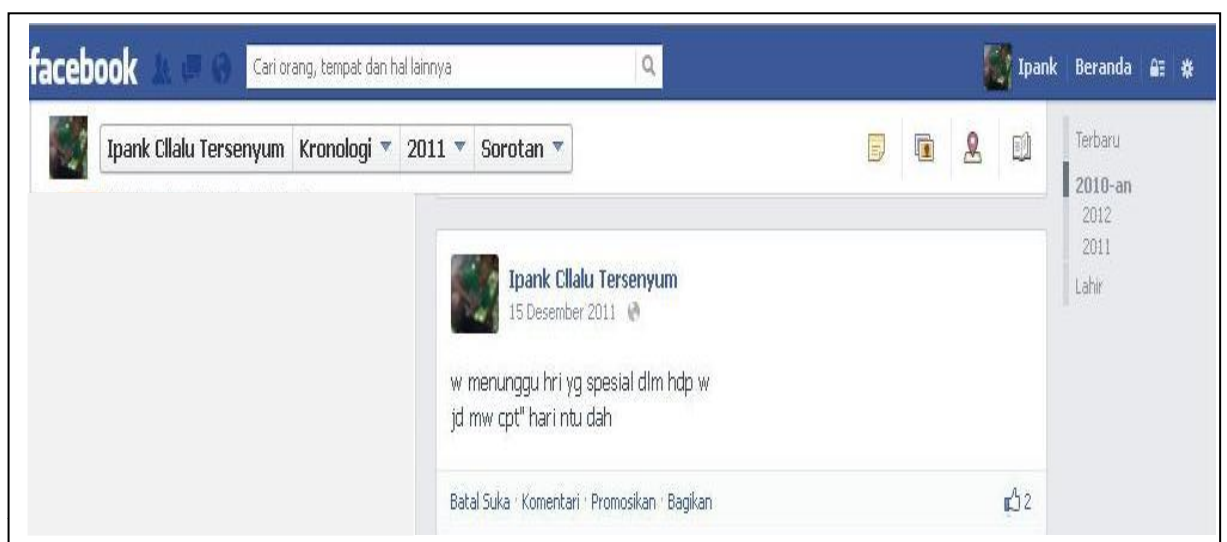 facebook Cari orang, tempat dan hal lainnya Ipank Beranda
Ipank Cllalu Tersenyum Kronologi 2011 Sorotan
Terbaru
2010-an
2012
2011
Lahir
Ipank Cllalu Tersenyum
15 Desember 2011
w menunggu hri yg spesial dlm hdp w
jd mw cpt" hari ntu dah
Batal Suka · Komentari · Promosikan · Bagikan 2